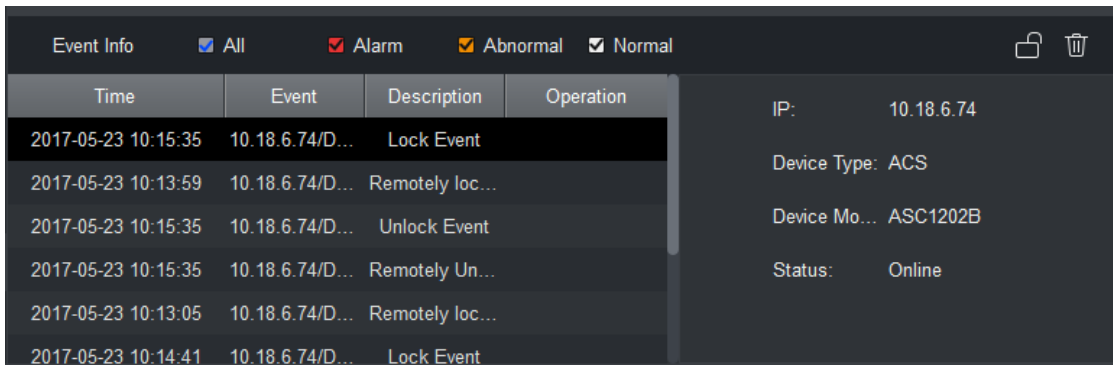 Event Info All Alarm Abnormal Normal
Time Event Description Operation
2017-05-23 10:15:35 10.18.6.74/D... Lock Event
2017-05-23 10:13:59 10.18.6.74/D... Remotely loc...
2017-05-23 10:15:35 10.18.6.74/D... Unlock Event
2017-05-23 10:15:35 10.18.6.74/D... Remotely Un...
2017-05-23 10:13:05 10.18.6.74/D... Remotely loc...
2017-05-23 10:14:41 10.18.6.74/D... Lock Event
IP: 10.18.6.74
Device Type: ACS
Device Mo... ASC1202B
Status: Online